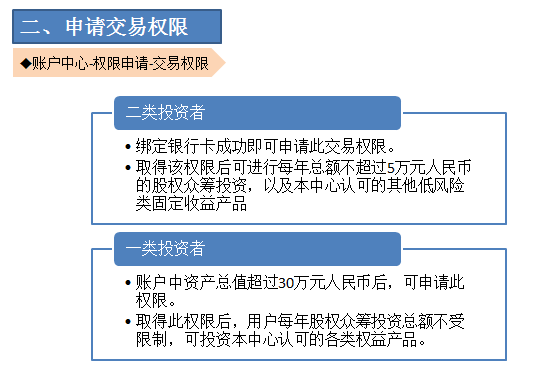 二、申请交易权限
◆账户中心-权限申请-交易权限
二类投资者
•绑定银行卡成功即可申请此交易权限。
•取得该权限后可进行每年总额不超过5万元人民币
的股权众筹投资，以及本中心认可的其他低风险
类固定收益产品
一类投资者
•账户中资产总值超过30万元人民币后，可申请此
权限。
•取得此权限后，用户每年股权众筹投资总额不受
限制，可投资本中心认可的各类权益产品。